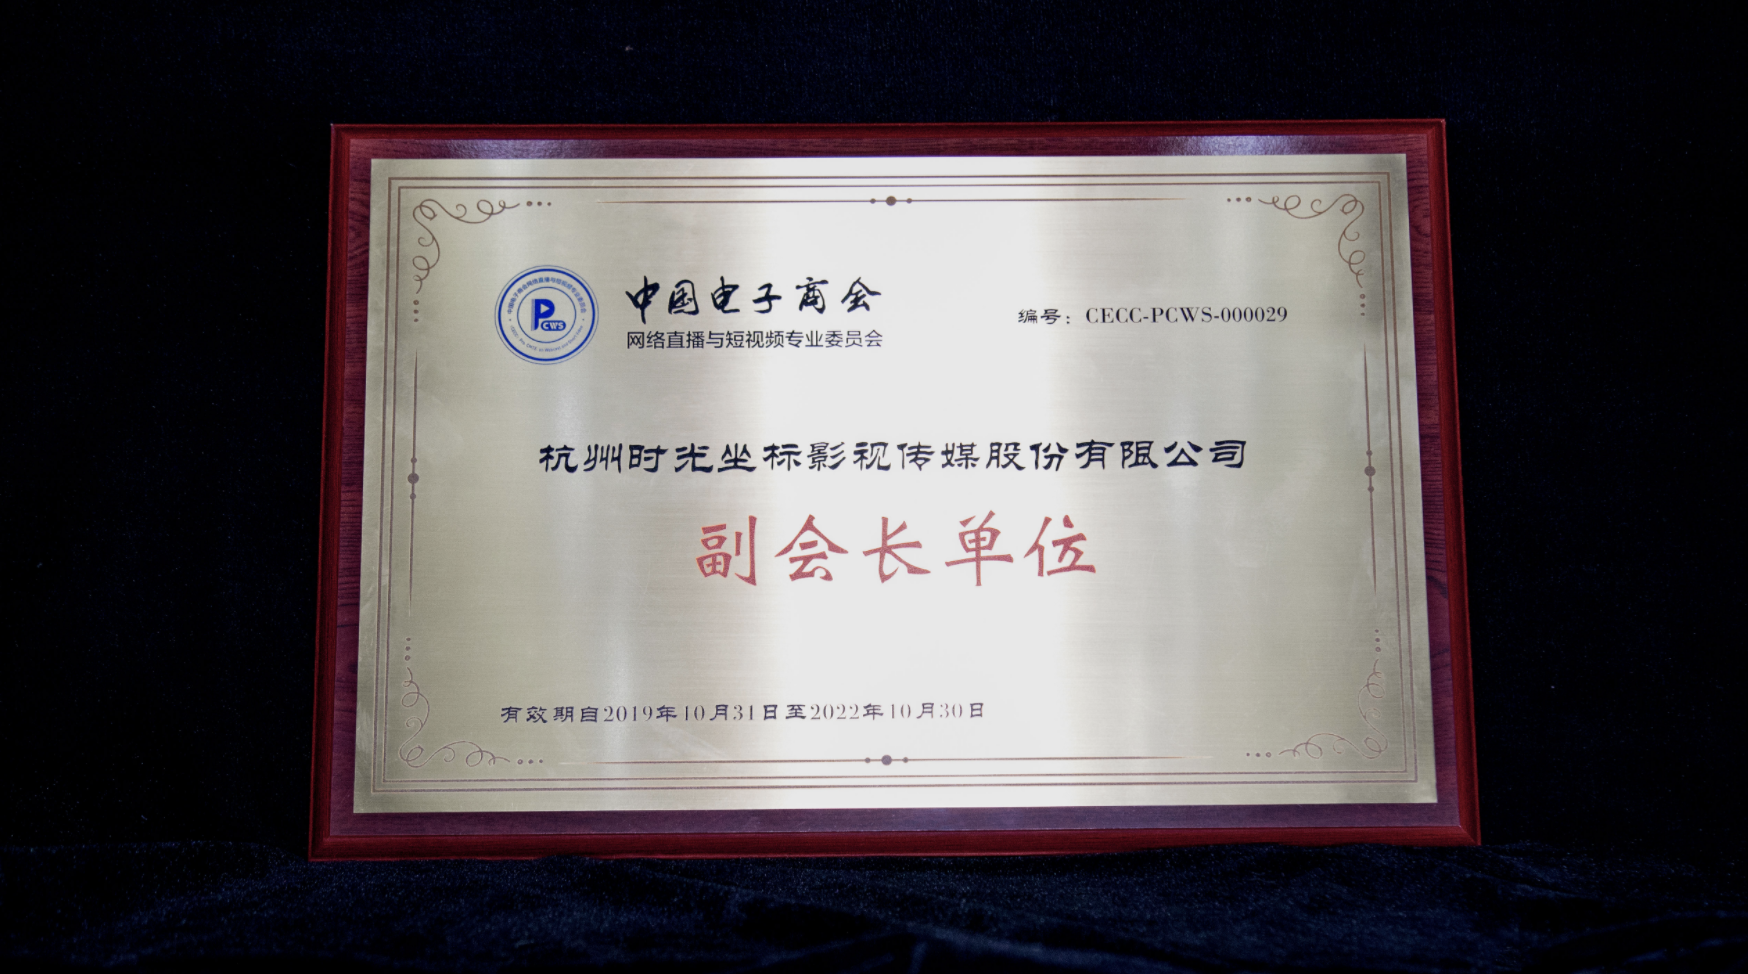 中国电子商会
网络直播与短视频专业委员会
编号：CECC-PCWS-000029
PCWS
杭州时光坐标影视传媒股份有限公司
副会长单位
有效期自2019年10月31日至2022年10月30日